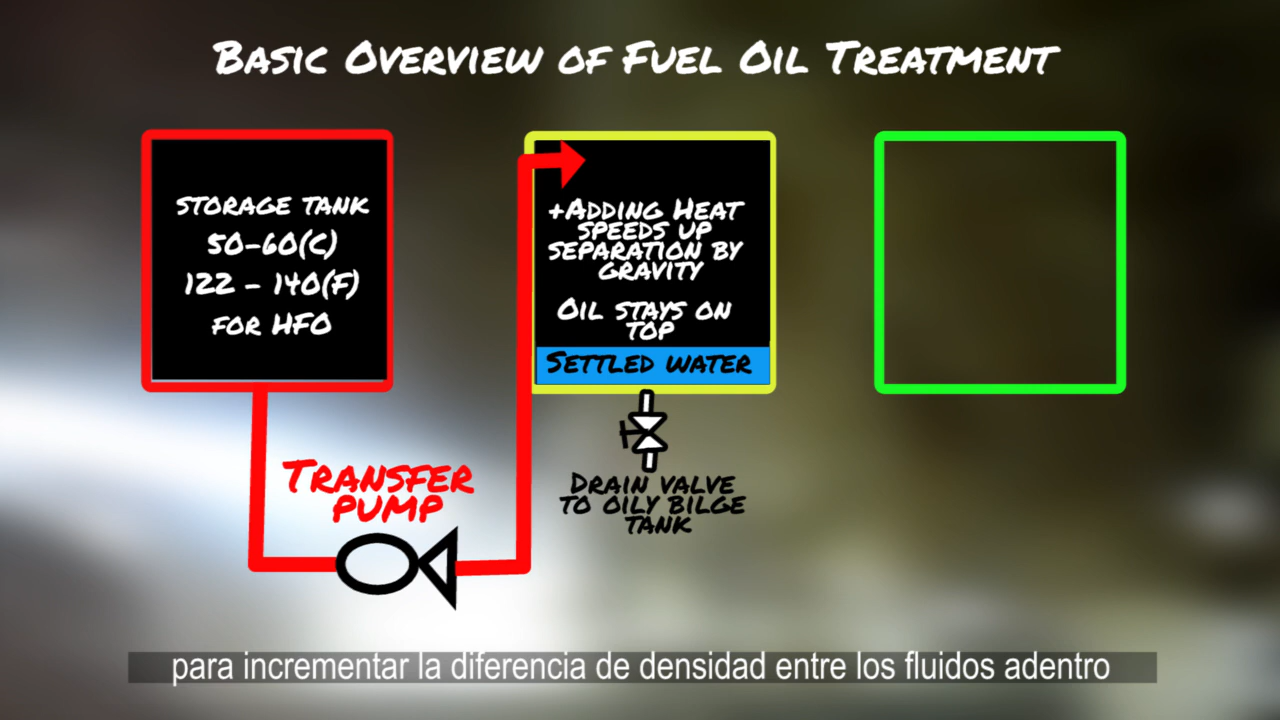 Basic Overview of Fuel Oil Treatment
storage tank
50-60(C)
122 - 140(F)
for HFO
+Adding Heat
speeds up
separation by
gravity
Oil stays on
top
Settled water
Transfer
pump
Drain valve
to oily bilge
tank
para incrementar la diferencia de densidad entre los fluidos adentro